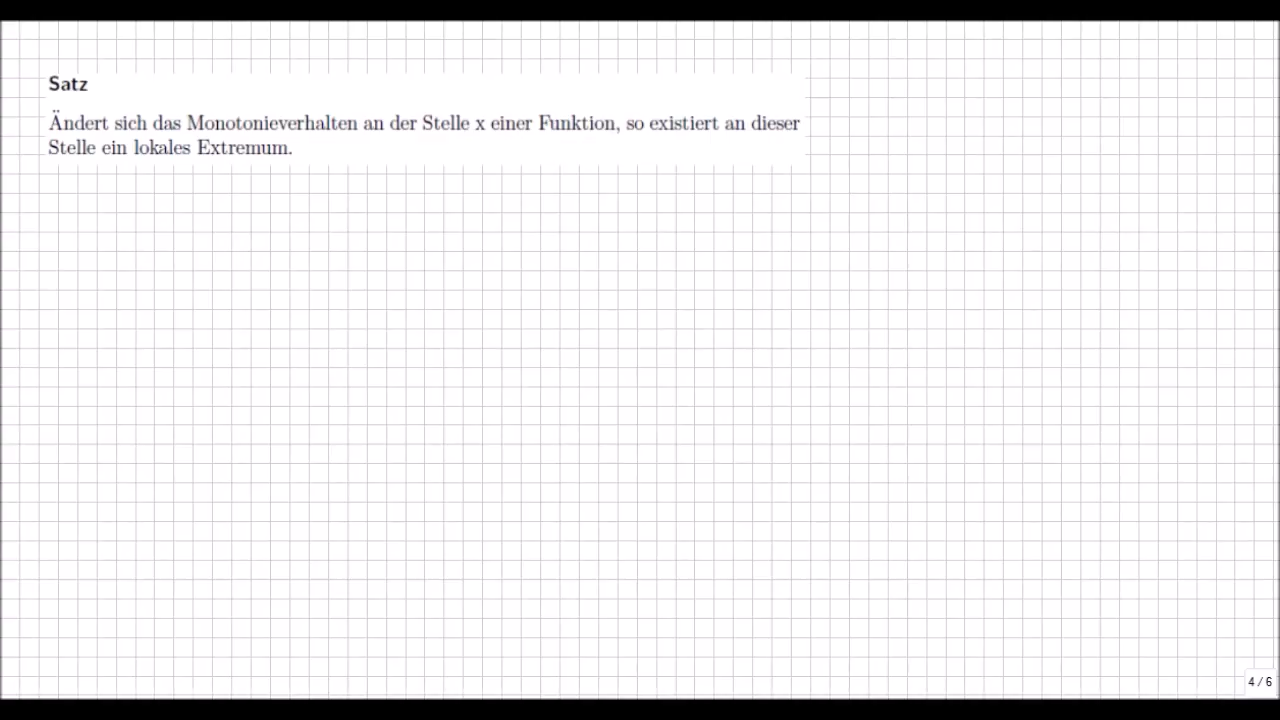 Satz
Ändert sich das Monotonieverhalten an der Stelle x einer Funktion, so existiert an dieser
Stelle ein lokales Extremum.
4 / 6